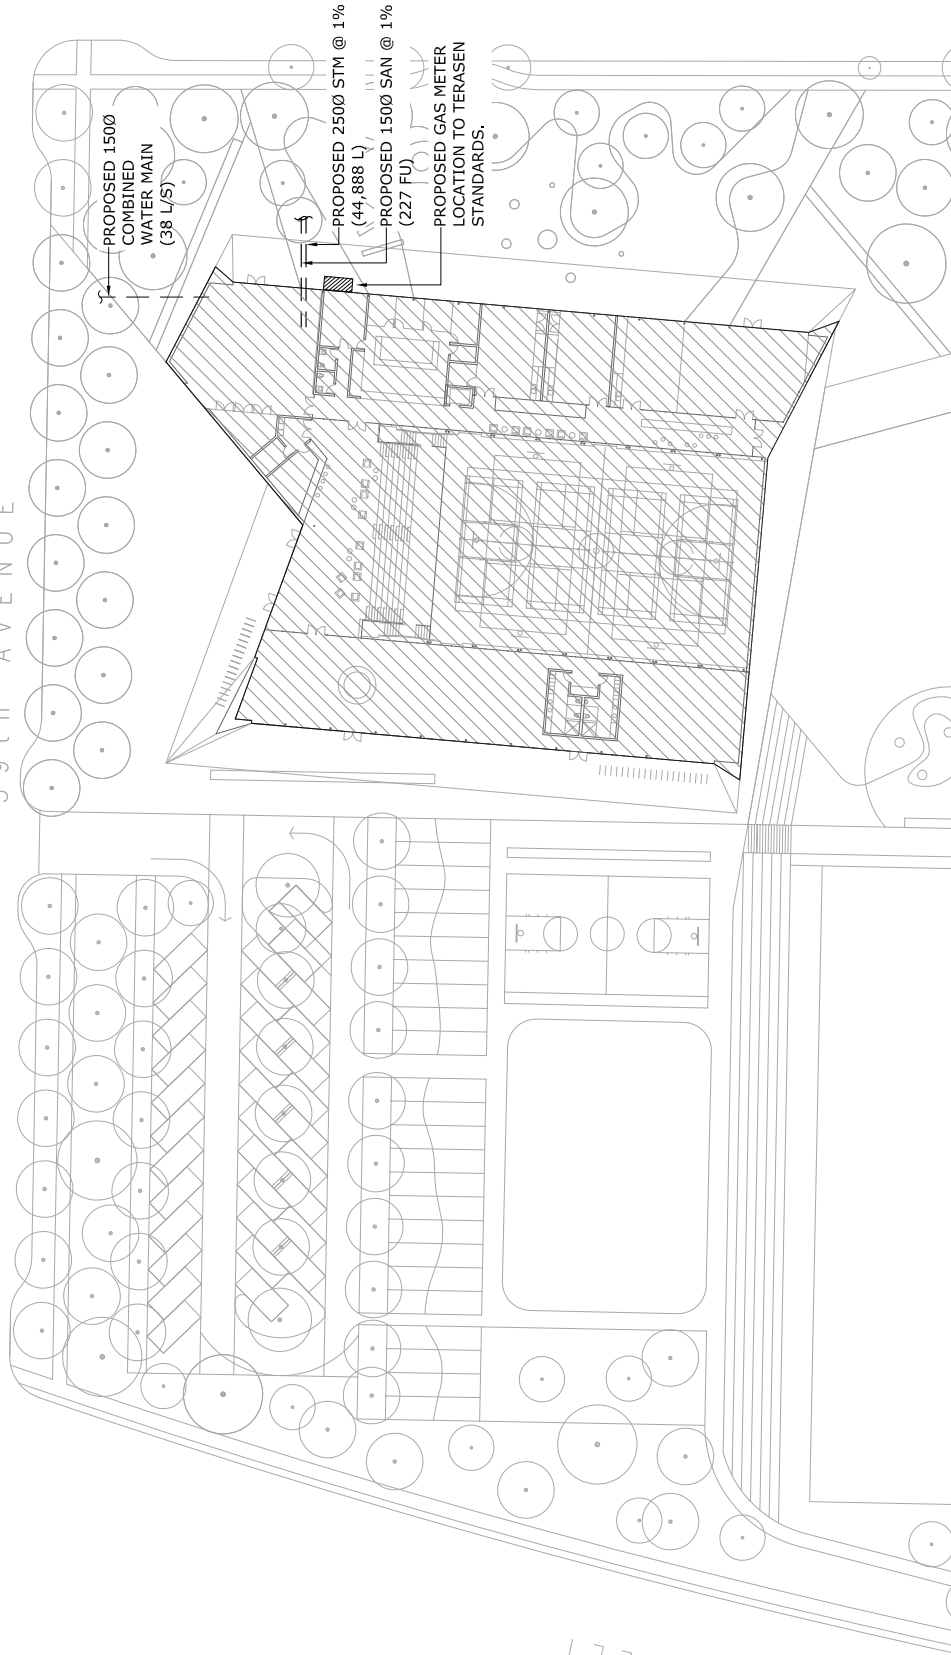 PROPOSED 150Ø
COMBINED
WATER MAIN
(38 L/S)
PROPOSED 250Ø STM @ 1%
(44,888 L)
PROPOSED 150Ø SAN @ 1%
(227 FU)
PROPOSED GAS METER
LOCATION TO TERASEN
STANDARDS.
AVENUE